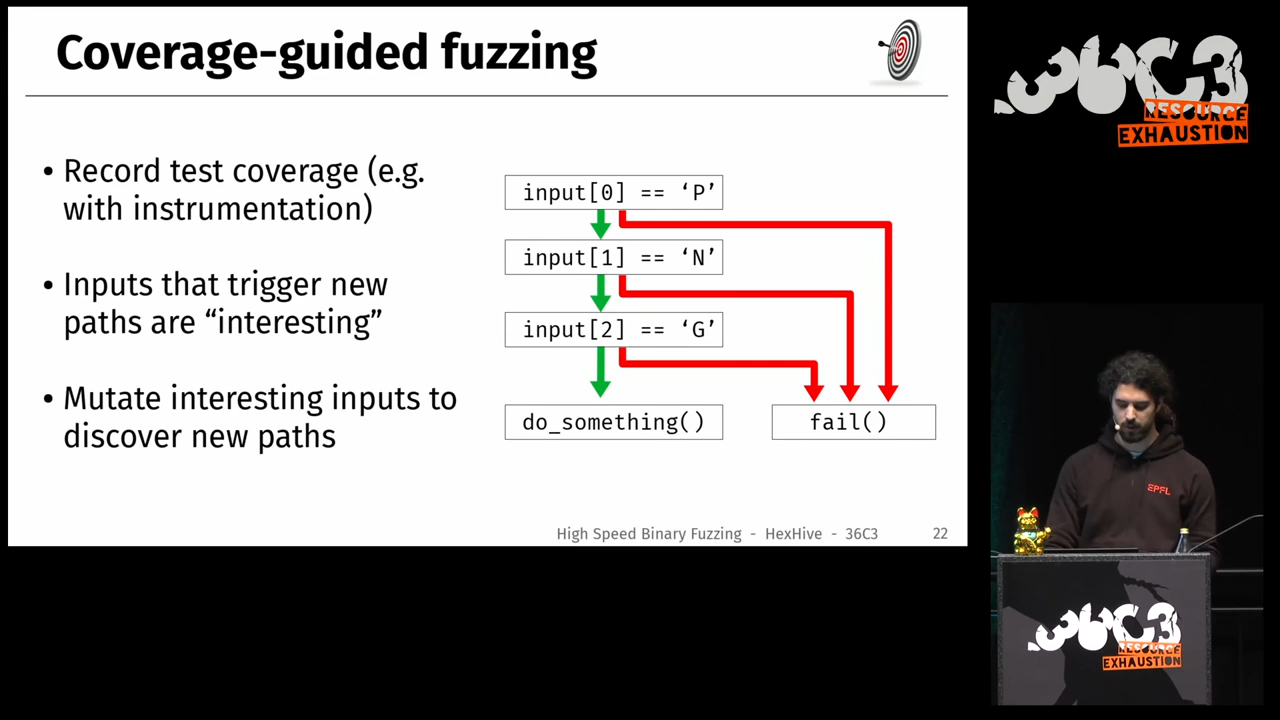 Coverage-guided fuzzing
• Record test coverage (e.g.
with instrumentation)
• Inputs that trigger new
paths are “interesting”
• Mutate interesting inputs to
discover new paths
input[0] == ‘P’
input[1] == ‘N’
input[2] == ‘G’
do_something()
fail()
High Speed Binary Fuzzing - HexHive - 36C3
22
36C3
RESOURCE
EXHAUSTION
EPFL
36C3
RESOURCE
EXHAUSTION